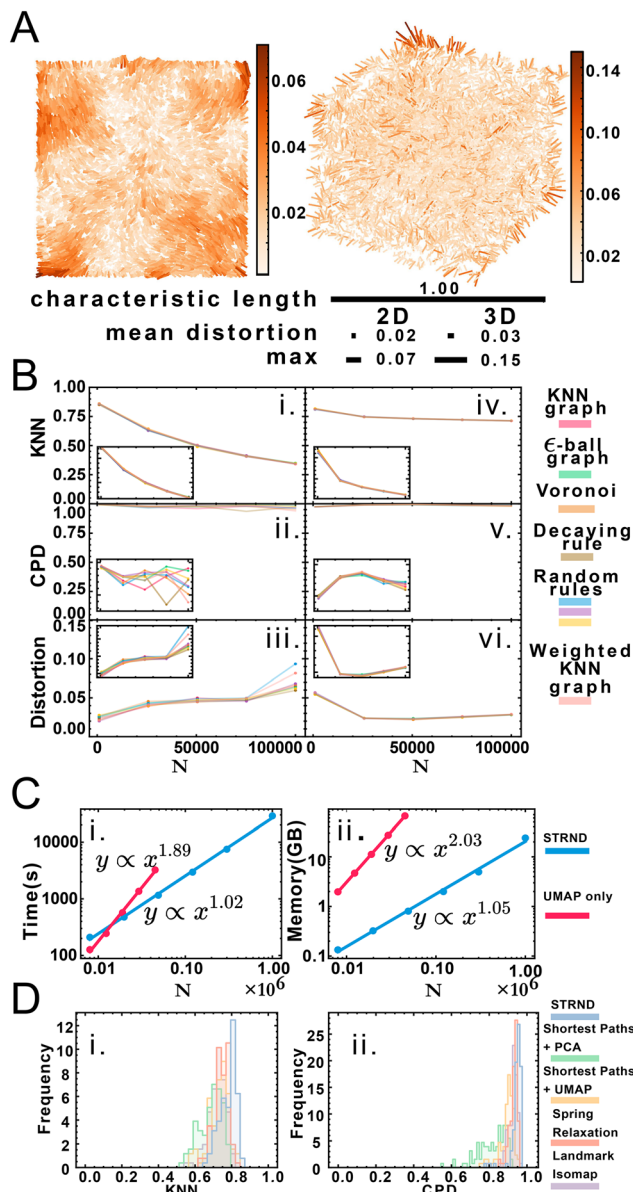 A
0.06
0.04
0.02
0.14
0.10
0.06
0.02
characteristic length
1.00
2D 3D
mean distortion 0.02 0.03
max 0.07 0.15
B
1.00
0.75
0.50
0.25
0.00
KNN
i.
iv.
1.00
0.75
0.50
0.25
0.00
CPD
ii.
v.
0.15
0.10
0.05
0.00
Distortion
iii.
vi.
0 50000 100000
0 50000 100000
N
N
KNN
graph
ϵ-ball
graph
Voronoi
Decaying
rule
Random
rules
Weighted
KNN
graph
C
i.
10000
1000
100
Time(s)
y ∝ x^1.89
y ∝ x^1.02
0.01 0.10 1.00
×10^6
N
ii.
10
1
0.1
Memory(GB)
y ∝ x^2.03
y ∝ x^1.05
0.01 0.10 1.00
×10^6
N
STRND
UMAP only
D
i.
12
10
8
6
4
2
0
Frequency
0.0 0.2 0.4 0.6 0.8 1.0
KNN
ii.
25
20
15
10
5
0
Frequency
0.0 0.2 0.4 0.6 0.8 1.0
CPD
STRND
Shortest Paths
+ PCA
Shortest Paths
+ UMAP
Spring
Relaxation
Landmark
Isomap